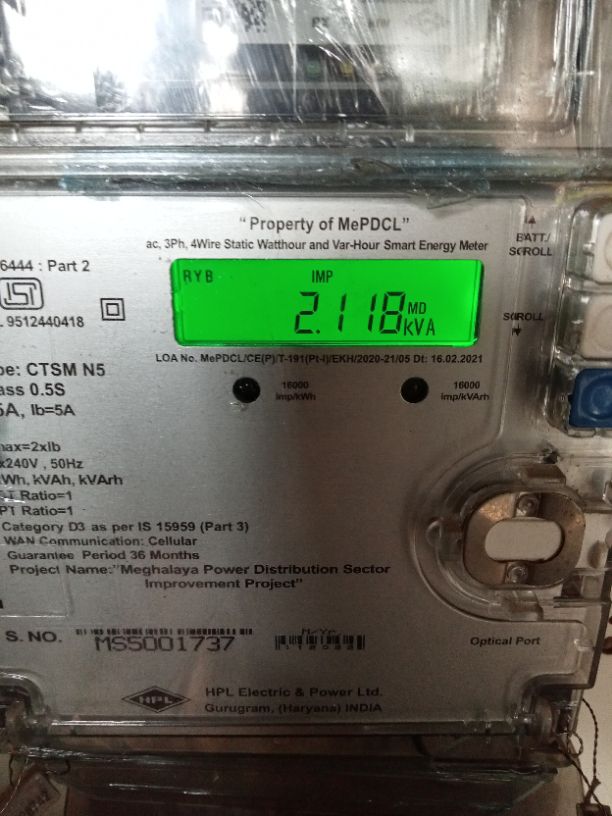 "Property of MePDCL"
ac, 3Ph, 4Wire Static Watthour and Var-Hour Smart Energy Meter
BATT/
SCROLL
6444 : Part 2
R Y B IMP
2.118 MD
kVA
SCROLL
9512440418
LOA No. MePDCL/CE(P)/T-191(Pt-I)/EKH/2020-21/05 Dt: 16.02.2021
pe: CTSM N5
ass 0.5S
5A, Ib=5A
16000
imp/kWh
16000
imp/kVArh
max=2xIb
x240V , 50Hz
Wh, kVAh, kVArh
CT Ratio=1
PT Ratio=1
Category D3 as per IS 15959 (Part 3)
WAN Communication: Cellular
Guarantee Period 36 Months
Project Name:"Meghalaya Power Distribution Sector
Improvement Project"
S. NO.
MS5001737
Optical Port
HPL
HPL Electric & Power Ltd.
Gurugram, (Haryana) INDIA